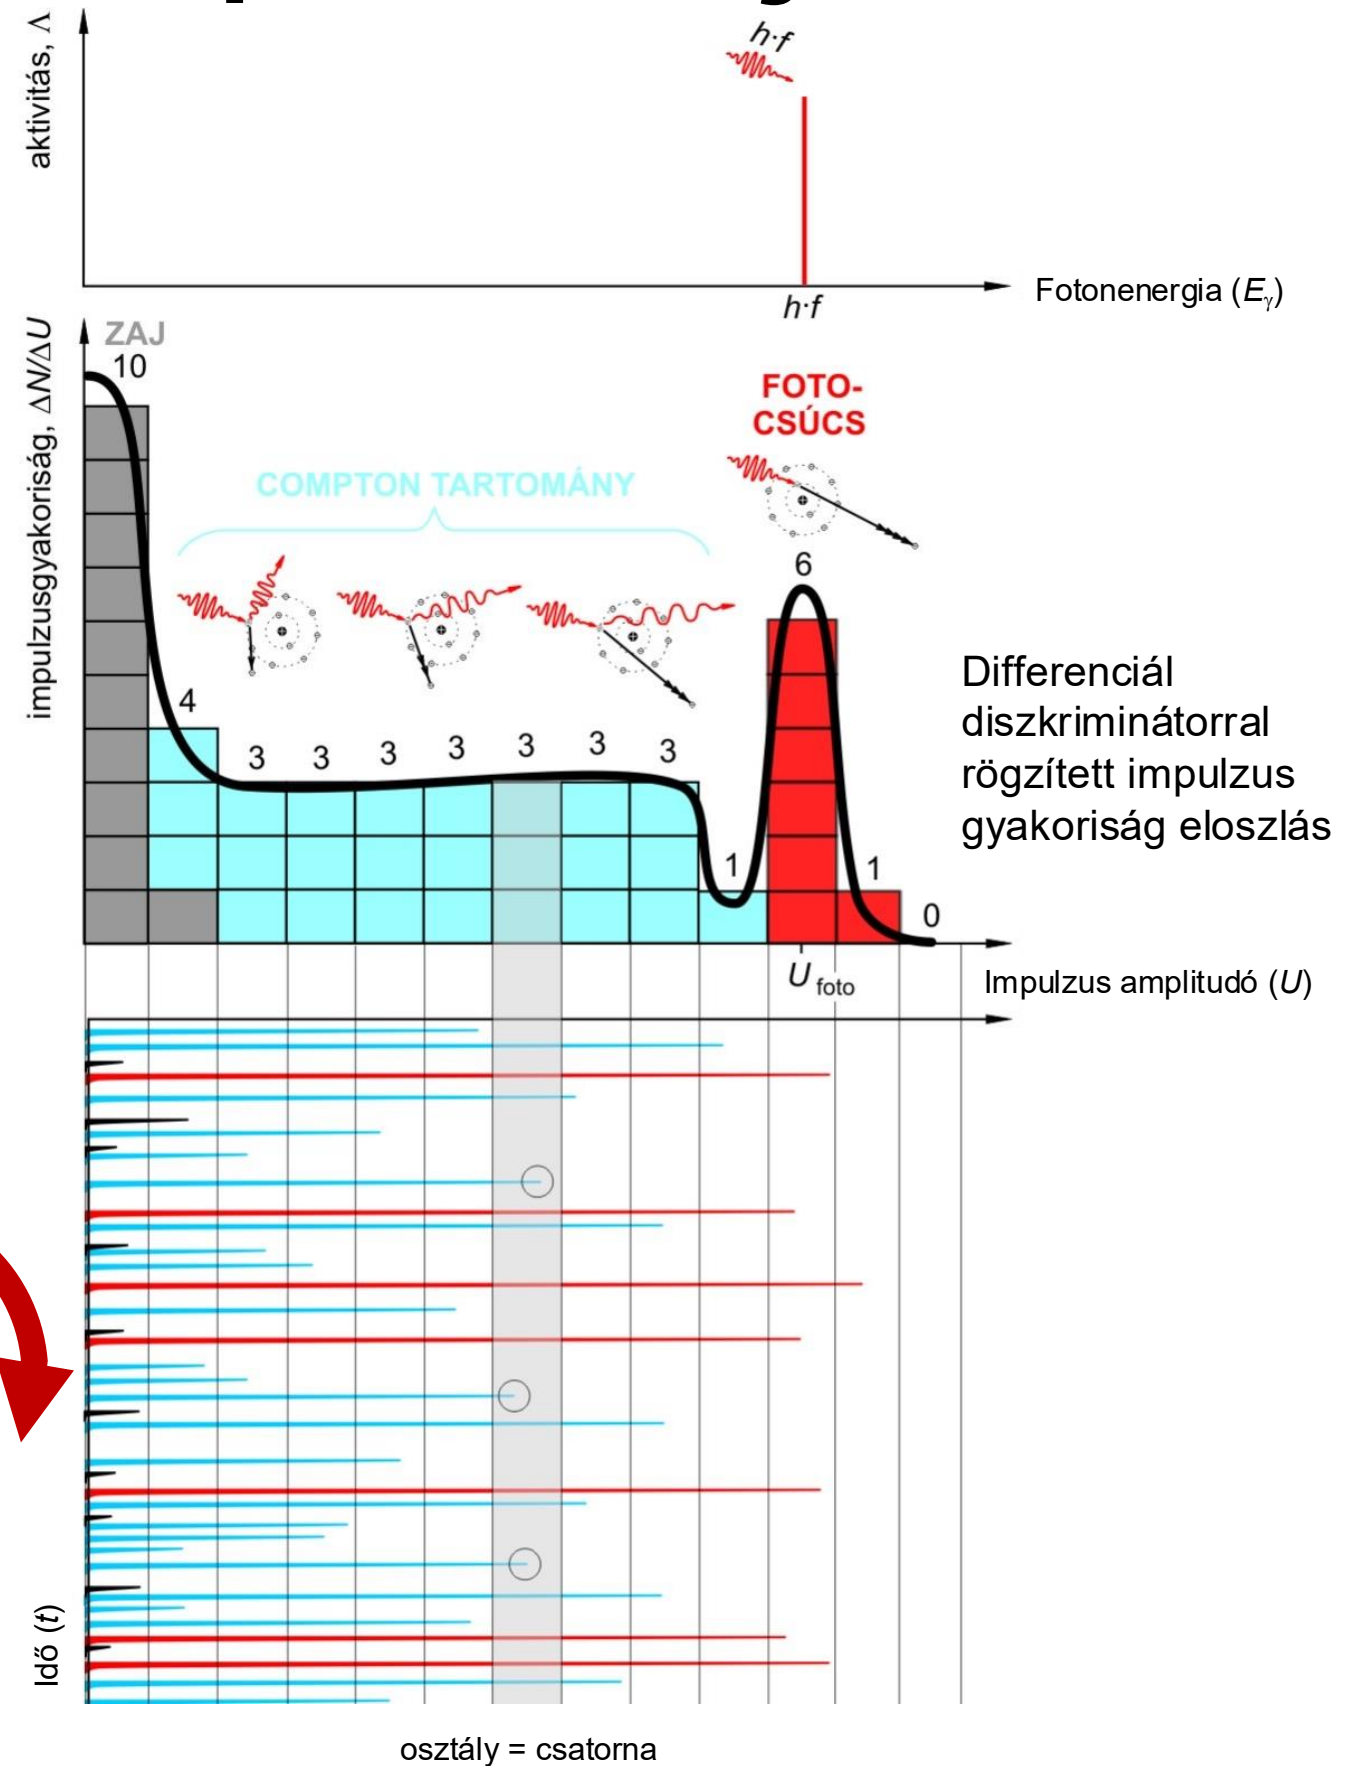 aktivitás, Λ
h·f
h·f
Fotonenergia (Eγ)
impulzusgyakoriság, ΔN/ΔU
ZAJ
10
FOTO-
CSÚCS
COMPTON TARTOMÁNY
6
4
3
3
3
3
3
3
3
1
1
0
Differenciál
diszkriminátorral
rögzített impulzus
gyakoriság eloszlás
U foto
Impulzus amplitudó (U)
Idő (t)
osztály = csatorna